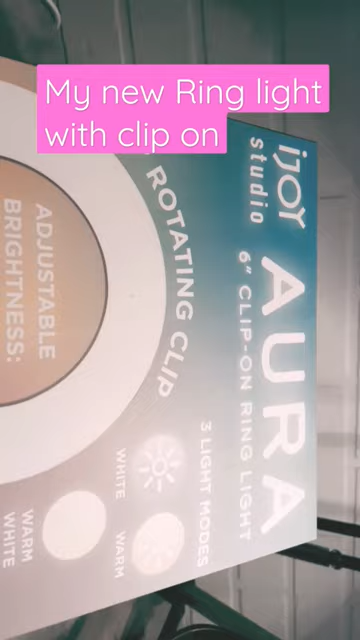 My new Ring light
with clip on
iJOY
studio
AURA
6" CLIP-ON RING LIGHT
ROTATING CLIP
ADJUSTABLE
BRIGHTNESS:
3 LIGHT MODES
WHITE
WARM
WARM
WHITE